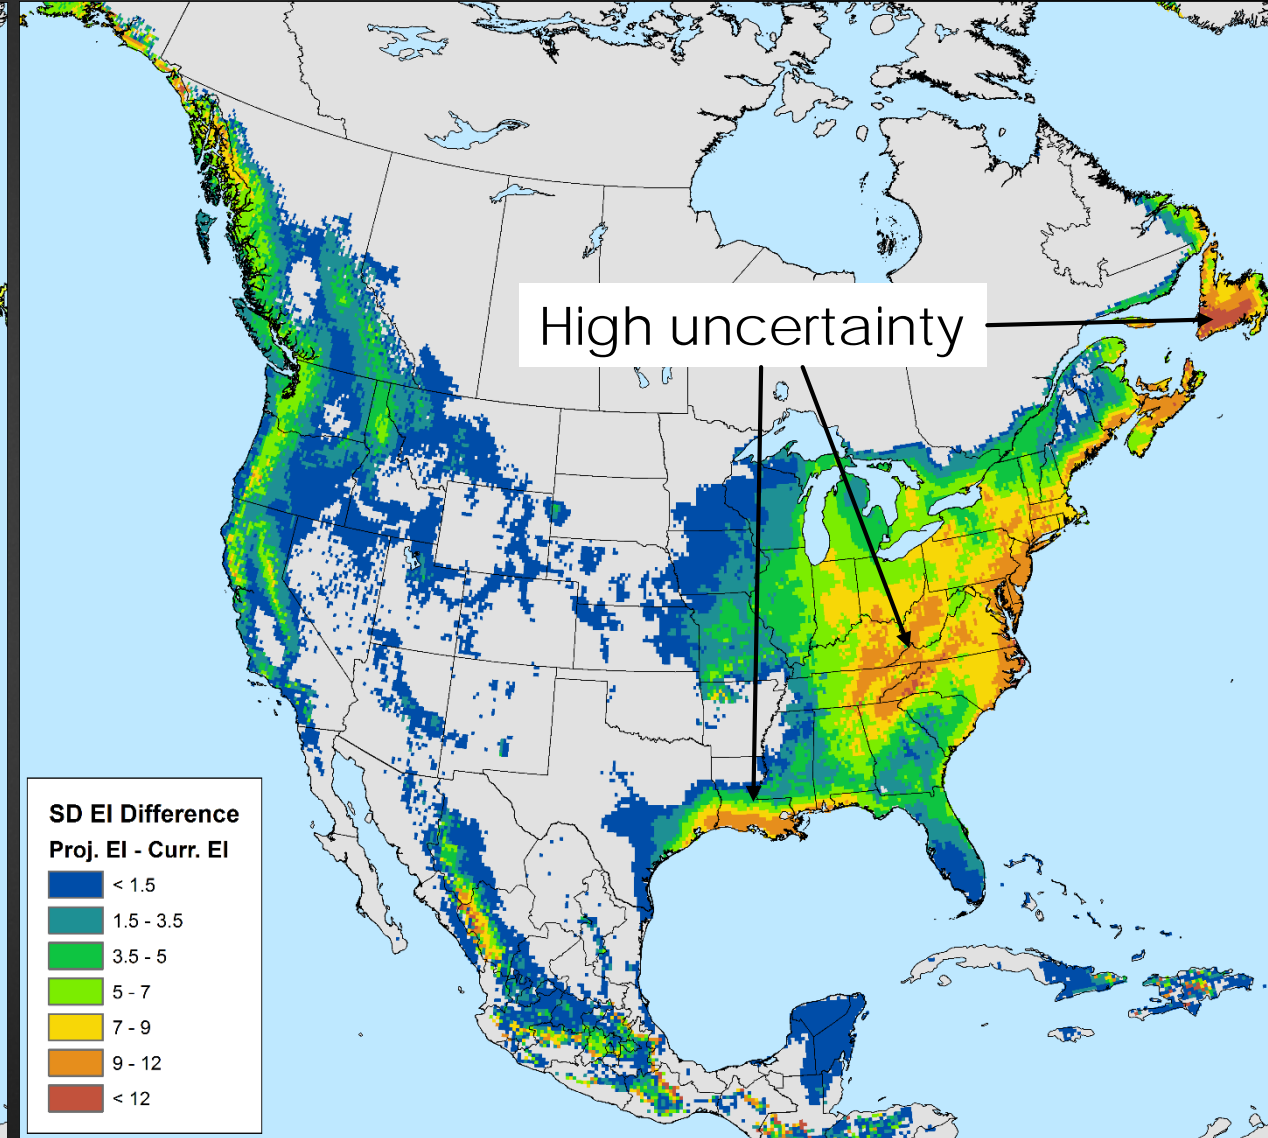 High uncertainty
SD EI Difference
Proj. EI - Curr. EI
< 1.5
1.5 - 3.5
3.5 - 5
5 - 7
7 - 9
9 - 12
< 12